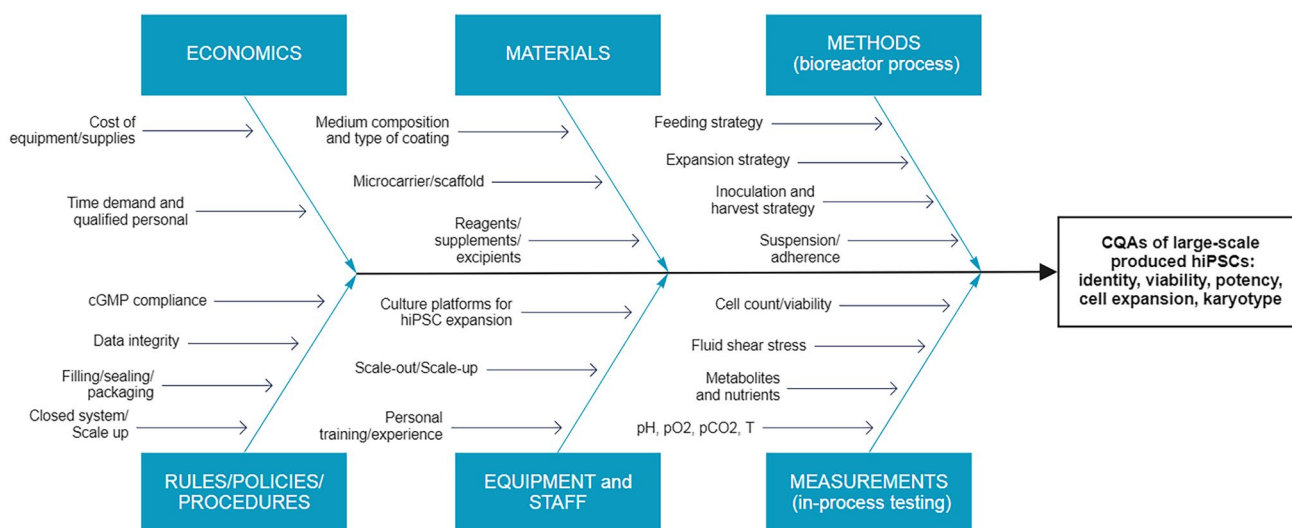 ECONOMICS
MATERIALS
METHODS
(bioreactor process)
Cost of
equipment/supplies
Time demand and
qualified personal
Medium composition
and type of coating
Microcarrier/scaffold
Reagents/
supplements/
excipients
Feeding strategy
Expansion strategy
Inoculation and
harvest strategy
Suspension/
adherence
CQAs of large-scale
produced hiPSCs:
identity, viability, potency,
cell expansion, karyotype
cGMP compliance
Data integrity
Filling/sealing/
packaging
Closed system/
Scale up
Culture platforms for
hiPSC expansion
Scale-out/Scale-up
Personal
training/experience
Cell count/viability
Fluid shear stress
Metabolites
and nutrients
pH, pO2, pCO2, T
RULES/POLICIES/
PROCEDURES
EQUIPMENT and
STAFF
MEASUREMENTS
(in-process testing)